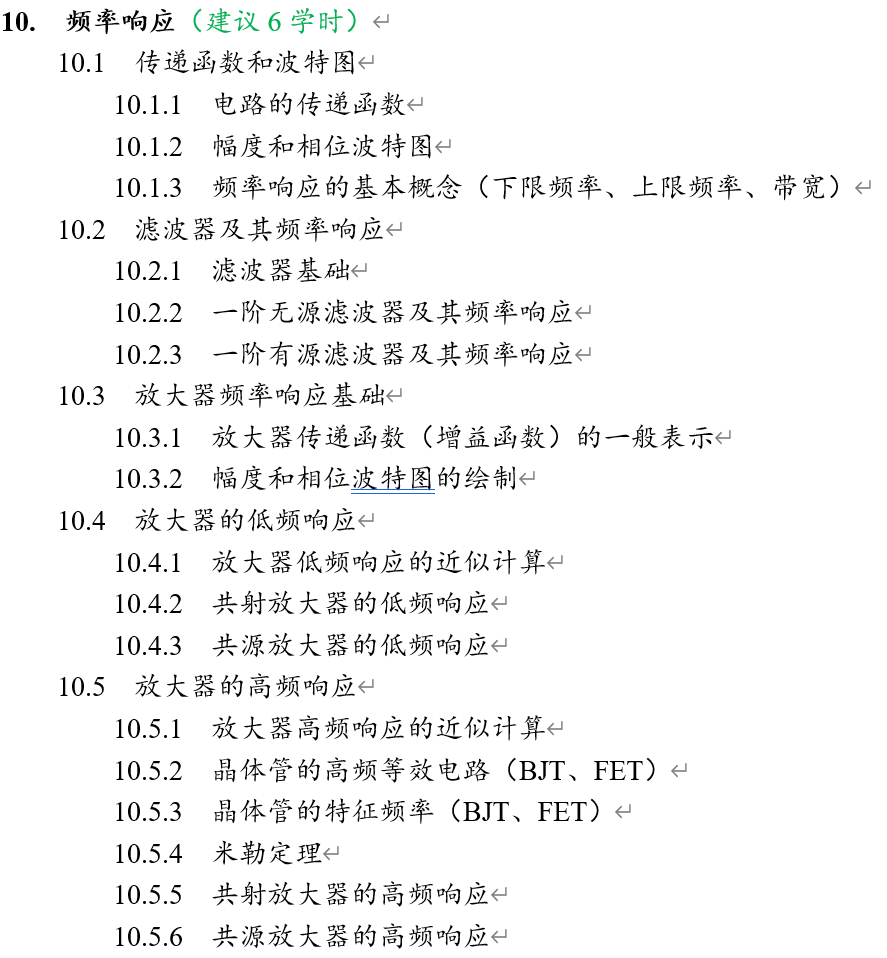 10. 频率响应（建议 6 学时）↵
10.1 传递函数和波特图↵
10.1.1 电路的传递函数↵
10.1.2 幅度和相位波特图↵
10.1.3 频率响应的基本概念（下限频率、上限频率、带宽）↵
10.2 滤波器及其频率响应↵
10.2.1 滤波器基础↵
10.2.2 一阶无源滤波器及其频率响应↵
10.2.3 一阶有源滤波器及其频率响应↵
10.3 放大器频率响应基础↵
10.3.1 放大器传递函数（增益函数）的一般表示↵
10.3.2 幅度和相位波特图的绘制↵
10.4 放大器的低频响应↵
10.4.1 放大器低频响应的近似计算↵
10.4.2 共射放大器的低频响应↵
10.4.3 共源放大器的低频响应↵
10.5 放大器的高频响应↵
10.5.1 放大器高频响应的近似计算↵
10.5.2 晶体管的高频等效电路（BJT、FET）↵
10.5.3 晶体管的特征频率（BJT、FET）↵
10.5.4 米勒定理↵
10.5.5 共射放大器的高频响应↵
10.5.6 共源放大器的高频响应↵